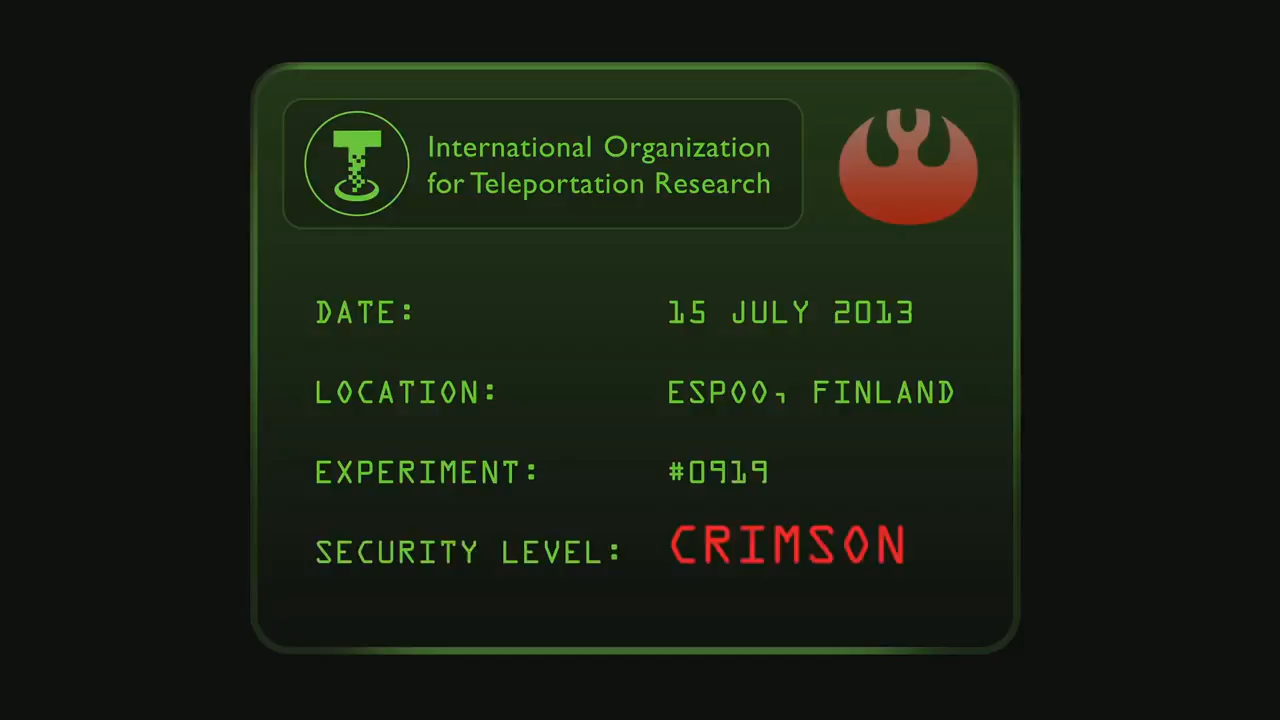 International Organization
for Teleportation Research
DATE: 15 JULY 2013
LOCATION: ESPOO, FINLAND
EXPERIMENT: #0919
SECURITY LEVEL: CRIMSON